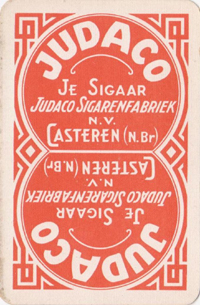 JUDACO
JE SIGAAR
JUDACO SIGARENFABRIEK
N.V.
CASTEREN (N.Br)
CASTEREN (N.Br)
N.V.
JUDACO SIGARENFABRIEK
JE SIGAAR
JUDACO